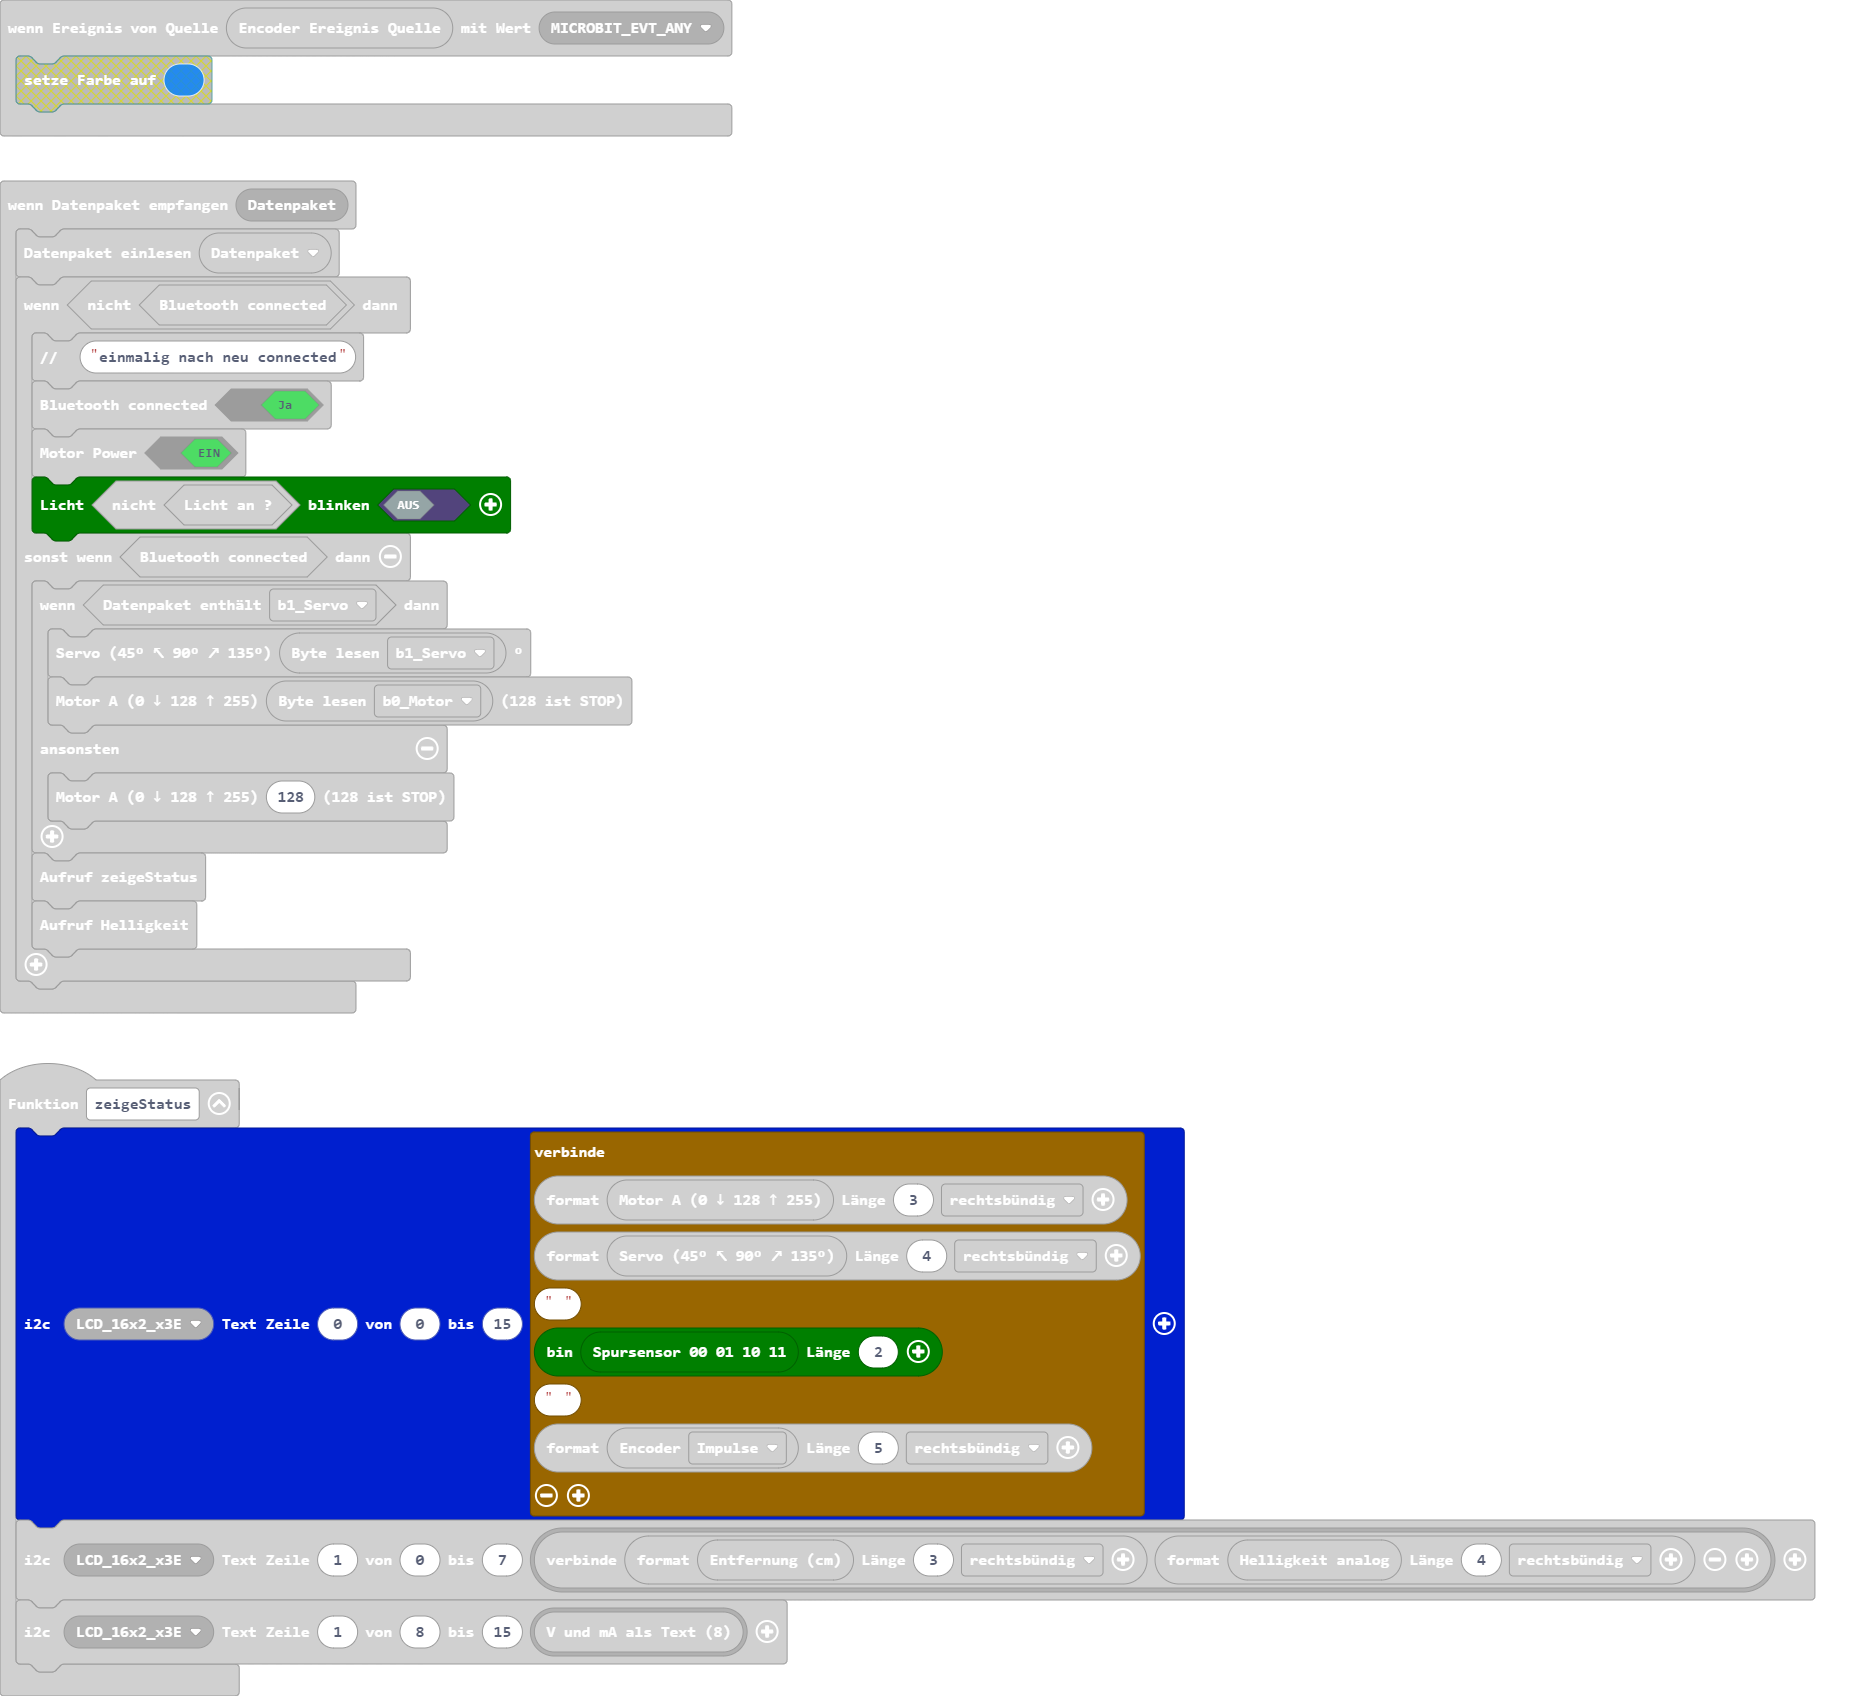 wenn Ereignis von Quelle Encoder Ereignis Quelle mit Wert MICROBIT_EVT_ANY
setze Farbe auf
wenn Datenpaket empfangen Datenpaket
Datenpaket einlesen Datenpaket
wenn nicht Bluetooth connected dann
// "einmalig nach neu connected"
Bluetooth connected Ja
Motor Power EIN
Licht nicht Licht an ? blinken AUS
sonst wenn Bluetooth connected dann
wenn Datenpaket enthält b1_Servo dann
Servo (45° ↖ 90° ↗ 135°) Byte lesen b1_Servo °
Motor A (0 ↓ 128 ↑ 255) Byte lesen b0_Motor (128 ist STOP)
ansonsten
Motor A (0 ↓ 128 ↑ 255) 128 (128 ist STOP)
Aufruf zeigeStatus
Aufruf Helligkeit
Funktion zeigeStatus
verbinde
format Motor A (0 ↓ 128 ↑ 255) Länge 3 rechtsbündig
format Servo (45° ↖ 90° ↗ 135°) Länge 4 rechtsbündig
" "
i2c LCD_16x2_x3E Text Zeile 0 von 0 bis 15
bin Spursensor 00 01 10 11 Länge 2
" "
format Encoder Impulse Länge 5 rechtsbündig
i2c LCD_16x2_x3E Text Zeile 1 von 0 bis 7 verbinde format Entfernung (cm) Länge 3 rechtsbündig format Helligkeit analog Länge 4 rechtsbündig
i2c LCD_16x2_x3E Text Zeile 1 von 8 bis 15 V und mA als Text (8)